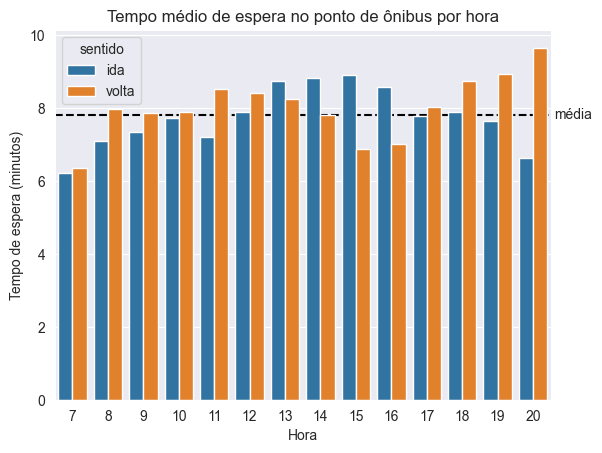 Tempo médio de espera no ponto de ônibus por hora
sentido
ida
volta
média
Tempo de espera (minutos)
10
8
6
4
2
0
7 8 9 10 11 12 13 14 15 16 17 18 19 20
Hora